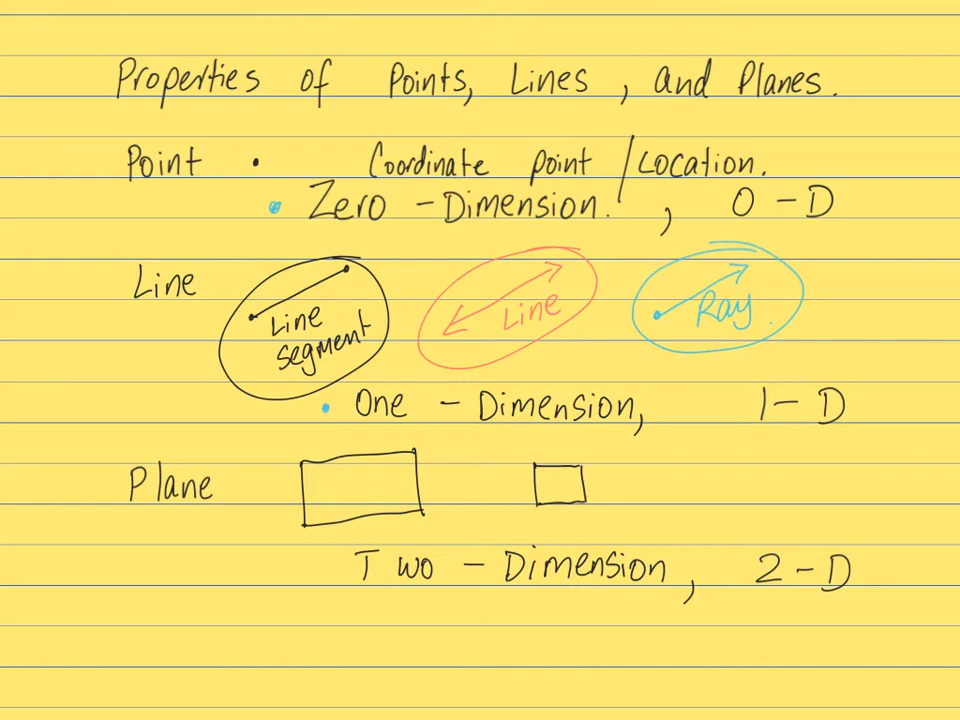 Properties of Points, Lines, and Planes.
Point • Coordinate point / Location.
• Zero - Dimension. , 0 - D
Line
Line segment
Line
Ray.
• One - Dimension, 1 - D
Plane
Two - Dimension, 2 - D